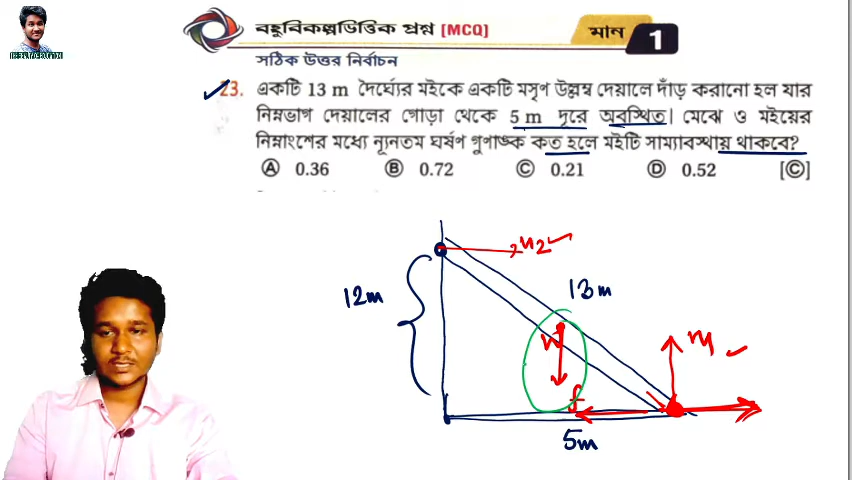 বহুবিকল্পভিত্তিক প্রশ্ন [MCQ] মান 1
সঠিক উত্তর নির্বাচন
23. একটি 13 m দৈর্ঘ্যের মইকে একটি মসৃণ উল্লম্ব দেয়ালে দাঁড় করানো হল যার
নিম্নভাগ দেয়ালের গোড়া থেকে 5 m দূরে অবস্থিত। মেঝে ও মইয়ের
নিম্নাংশের মধ্যে ন্যূনতম ঘর্ষণ গুণাঙ্ক কত হলে মইটি সাম্যাবস্থায় থাকবে?
Ⓐ 0.36 Ⓑ 0.72 Ⓒ 0.21 Ⓓ 0.52 [Ⓒ]
12m
13m
f
5m